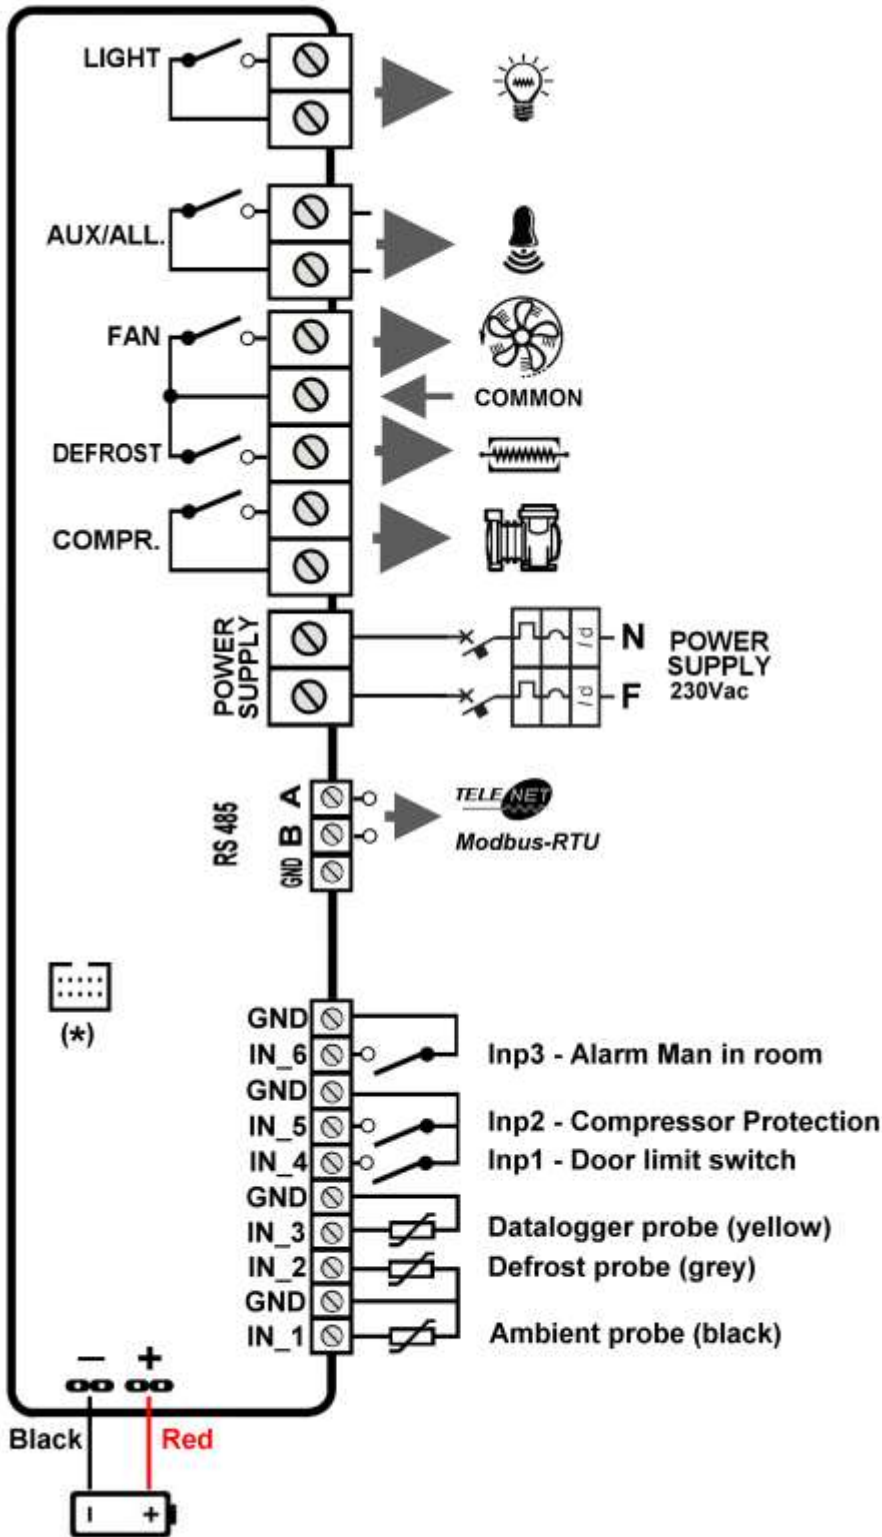 LIGHT
AUX/ALL.
FAN
COMMON
DEFROST
COMPR.
POWER
SUPPLY
N
F
POWER
SUPPLY
230Vac
I d
I d
RS 485
A
B
GND
TELE NET
Modbus-RTU
(*)
GND
IN_6
Inp3 - Alarm Man in room
GND
IN_5
Inp2 - Compressor Protection
IN_4
Inp1 - Door limit switch
GND
IN_3
Datalogger probe (yellow)
IN_2
Defrost probe (grey)
GND
IN_1
Ambient probe (black)
– +
Black
Red
– +